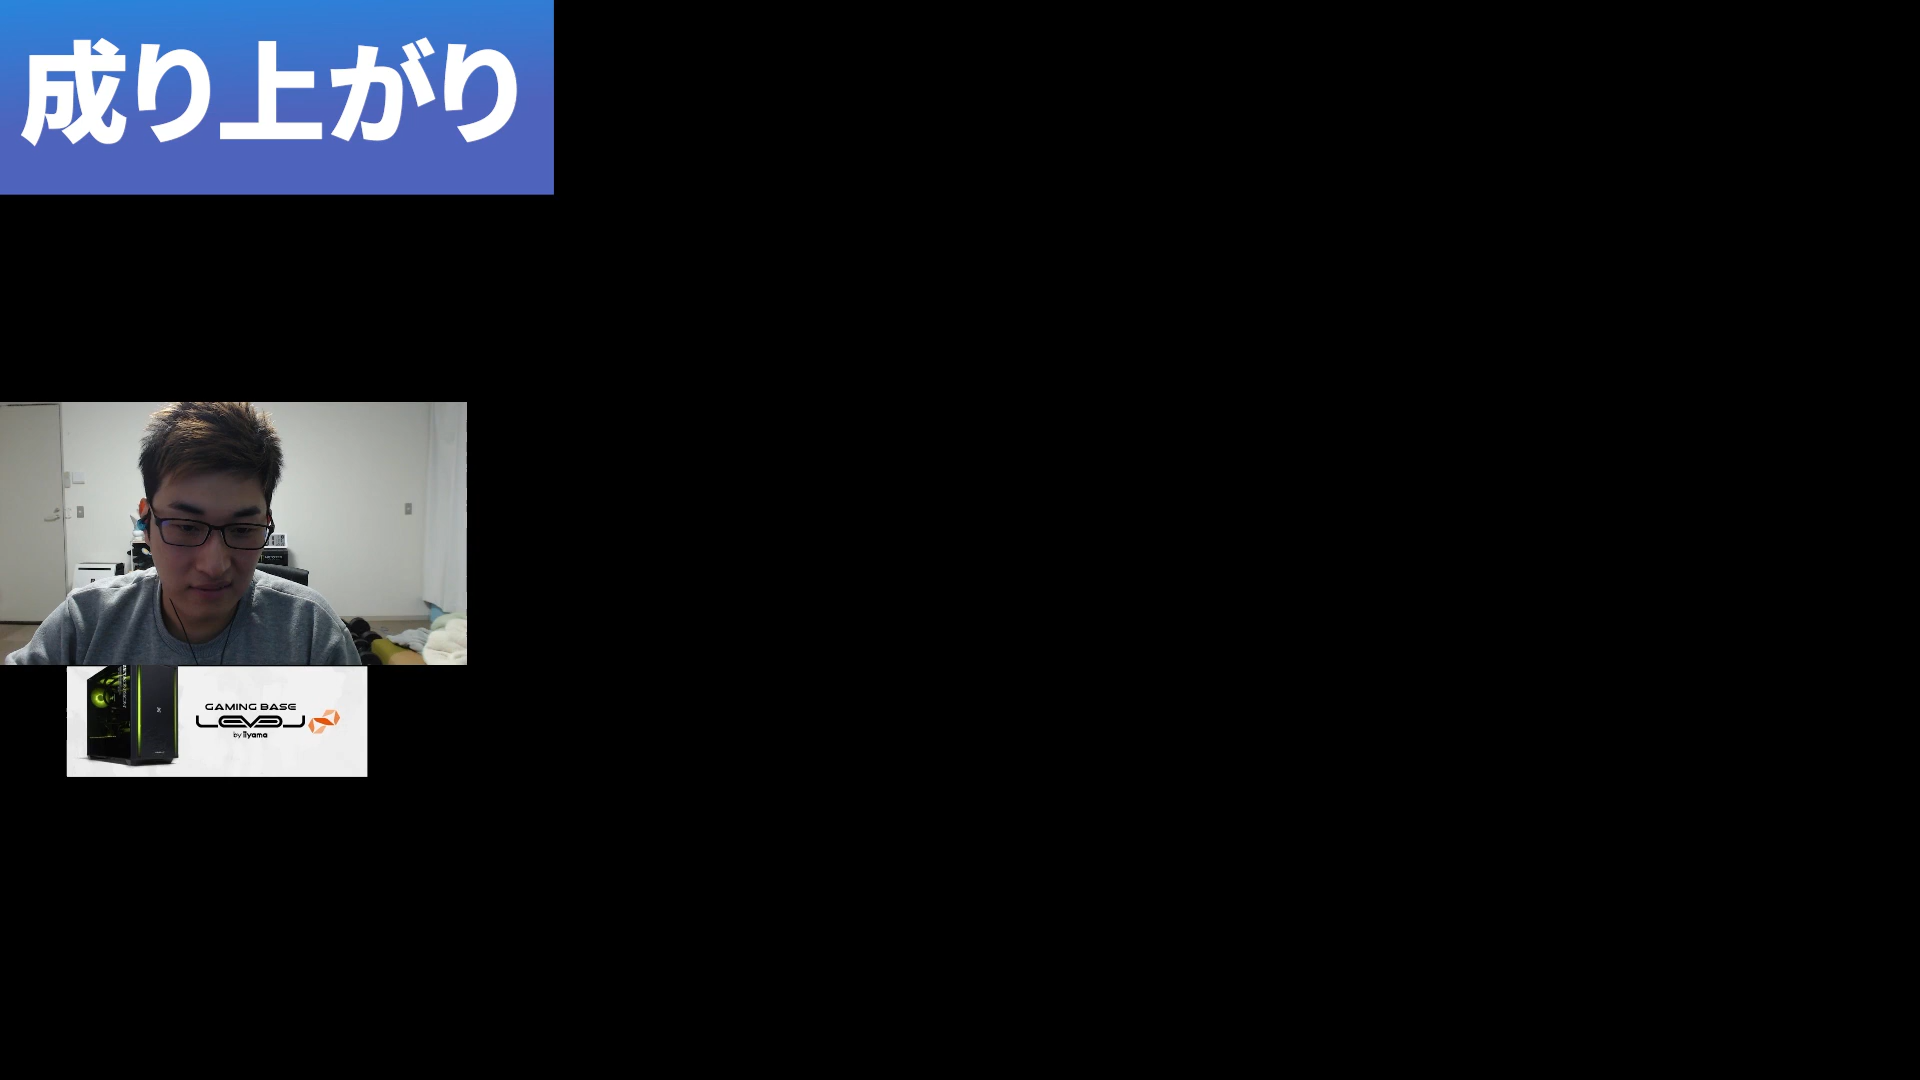 成り上がり
GAMING BASE
LEVEL∞
by iiyama